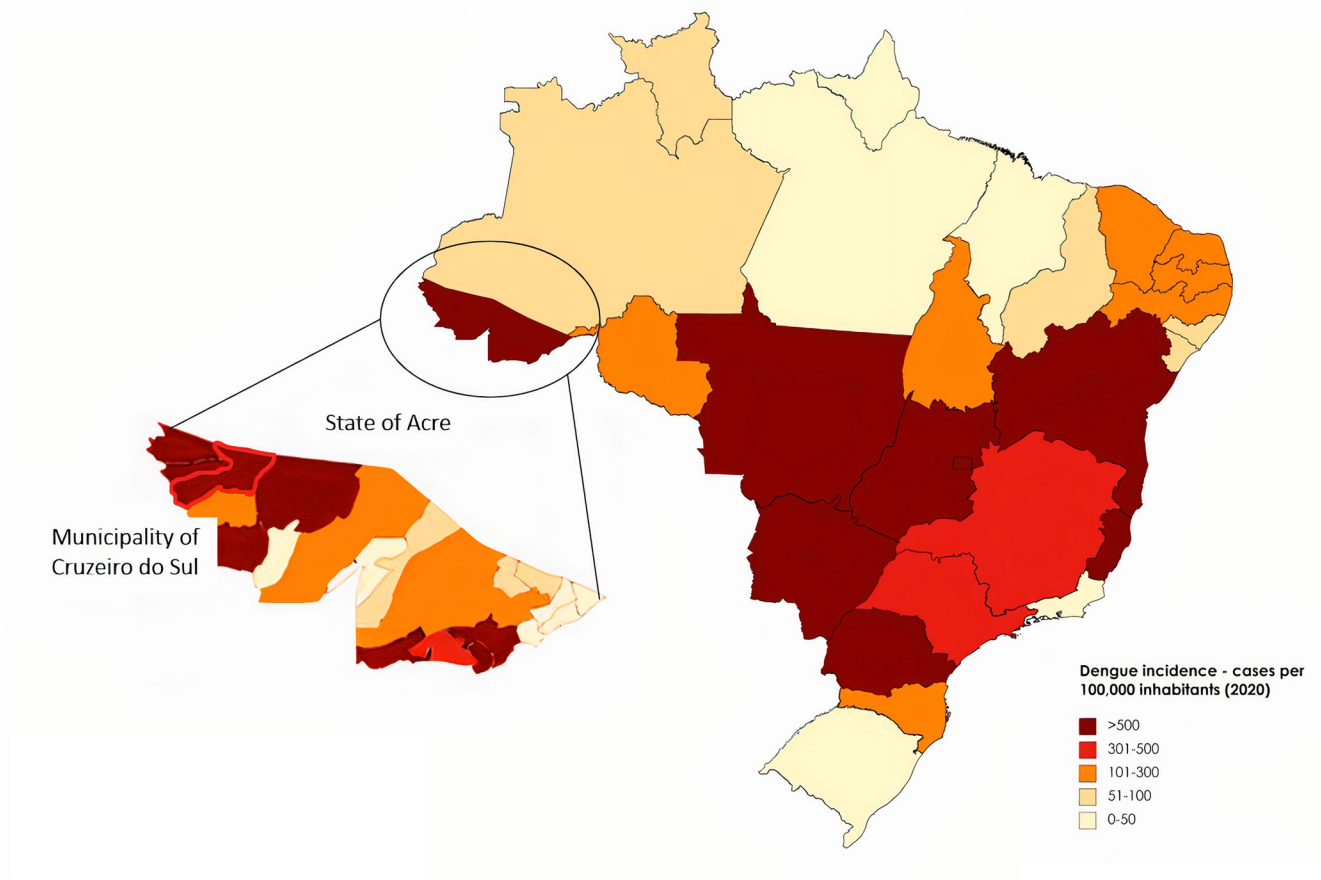 State of Acre
Municipality of
Cruzeiro do Sul
Dengue incidence - cases per
100,000 inhabitants (2020)
>500
301-500
101-300
51-100
0-50